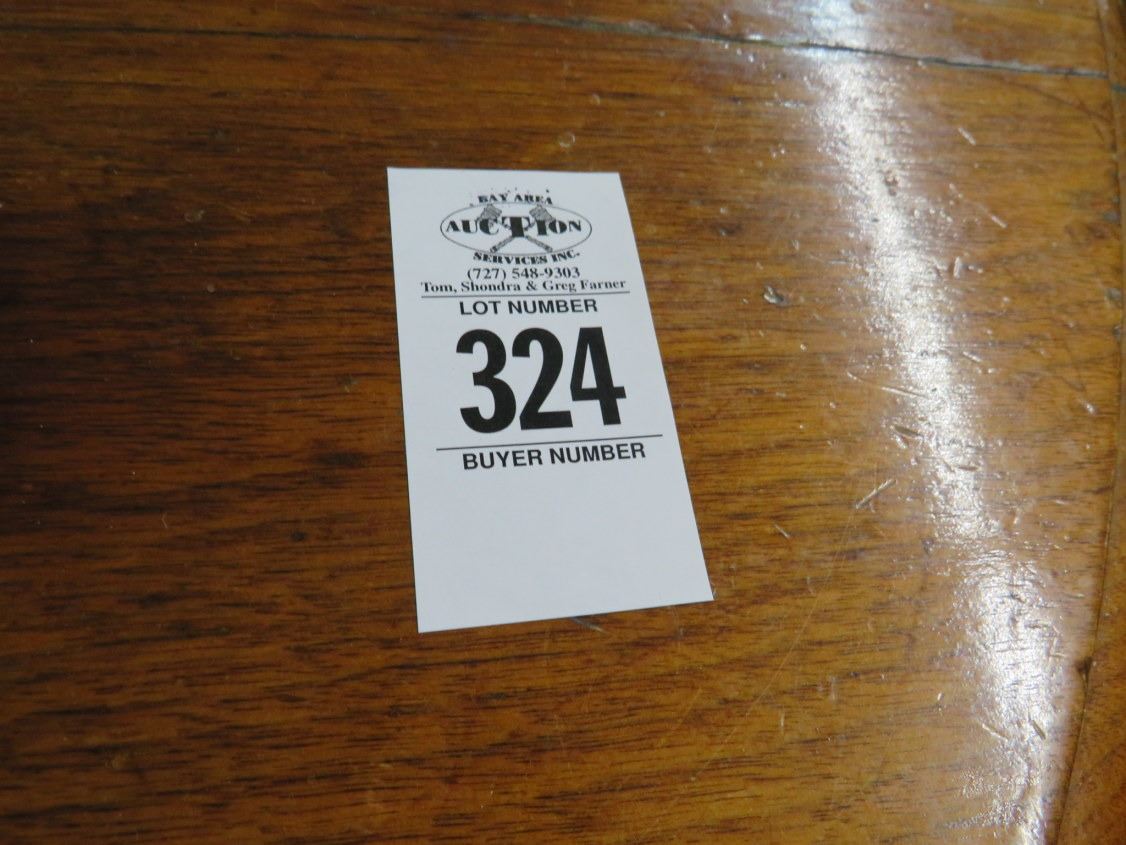 BAY AREA
AUCTION
SERVICES INC.
(727) 548-9303
Tom, Shondra & Greg Farner
LOT NUMBER
324
BUYER NUMBER